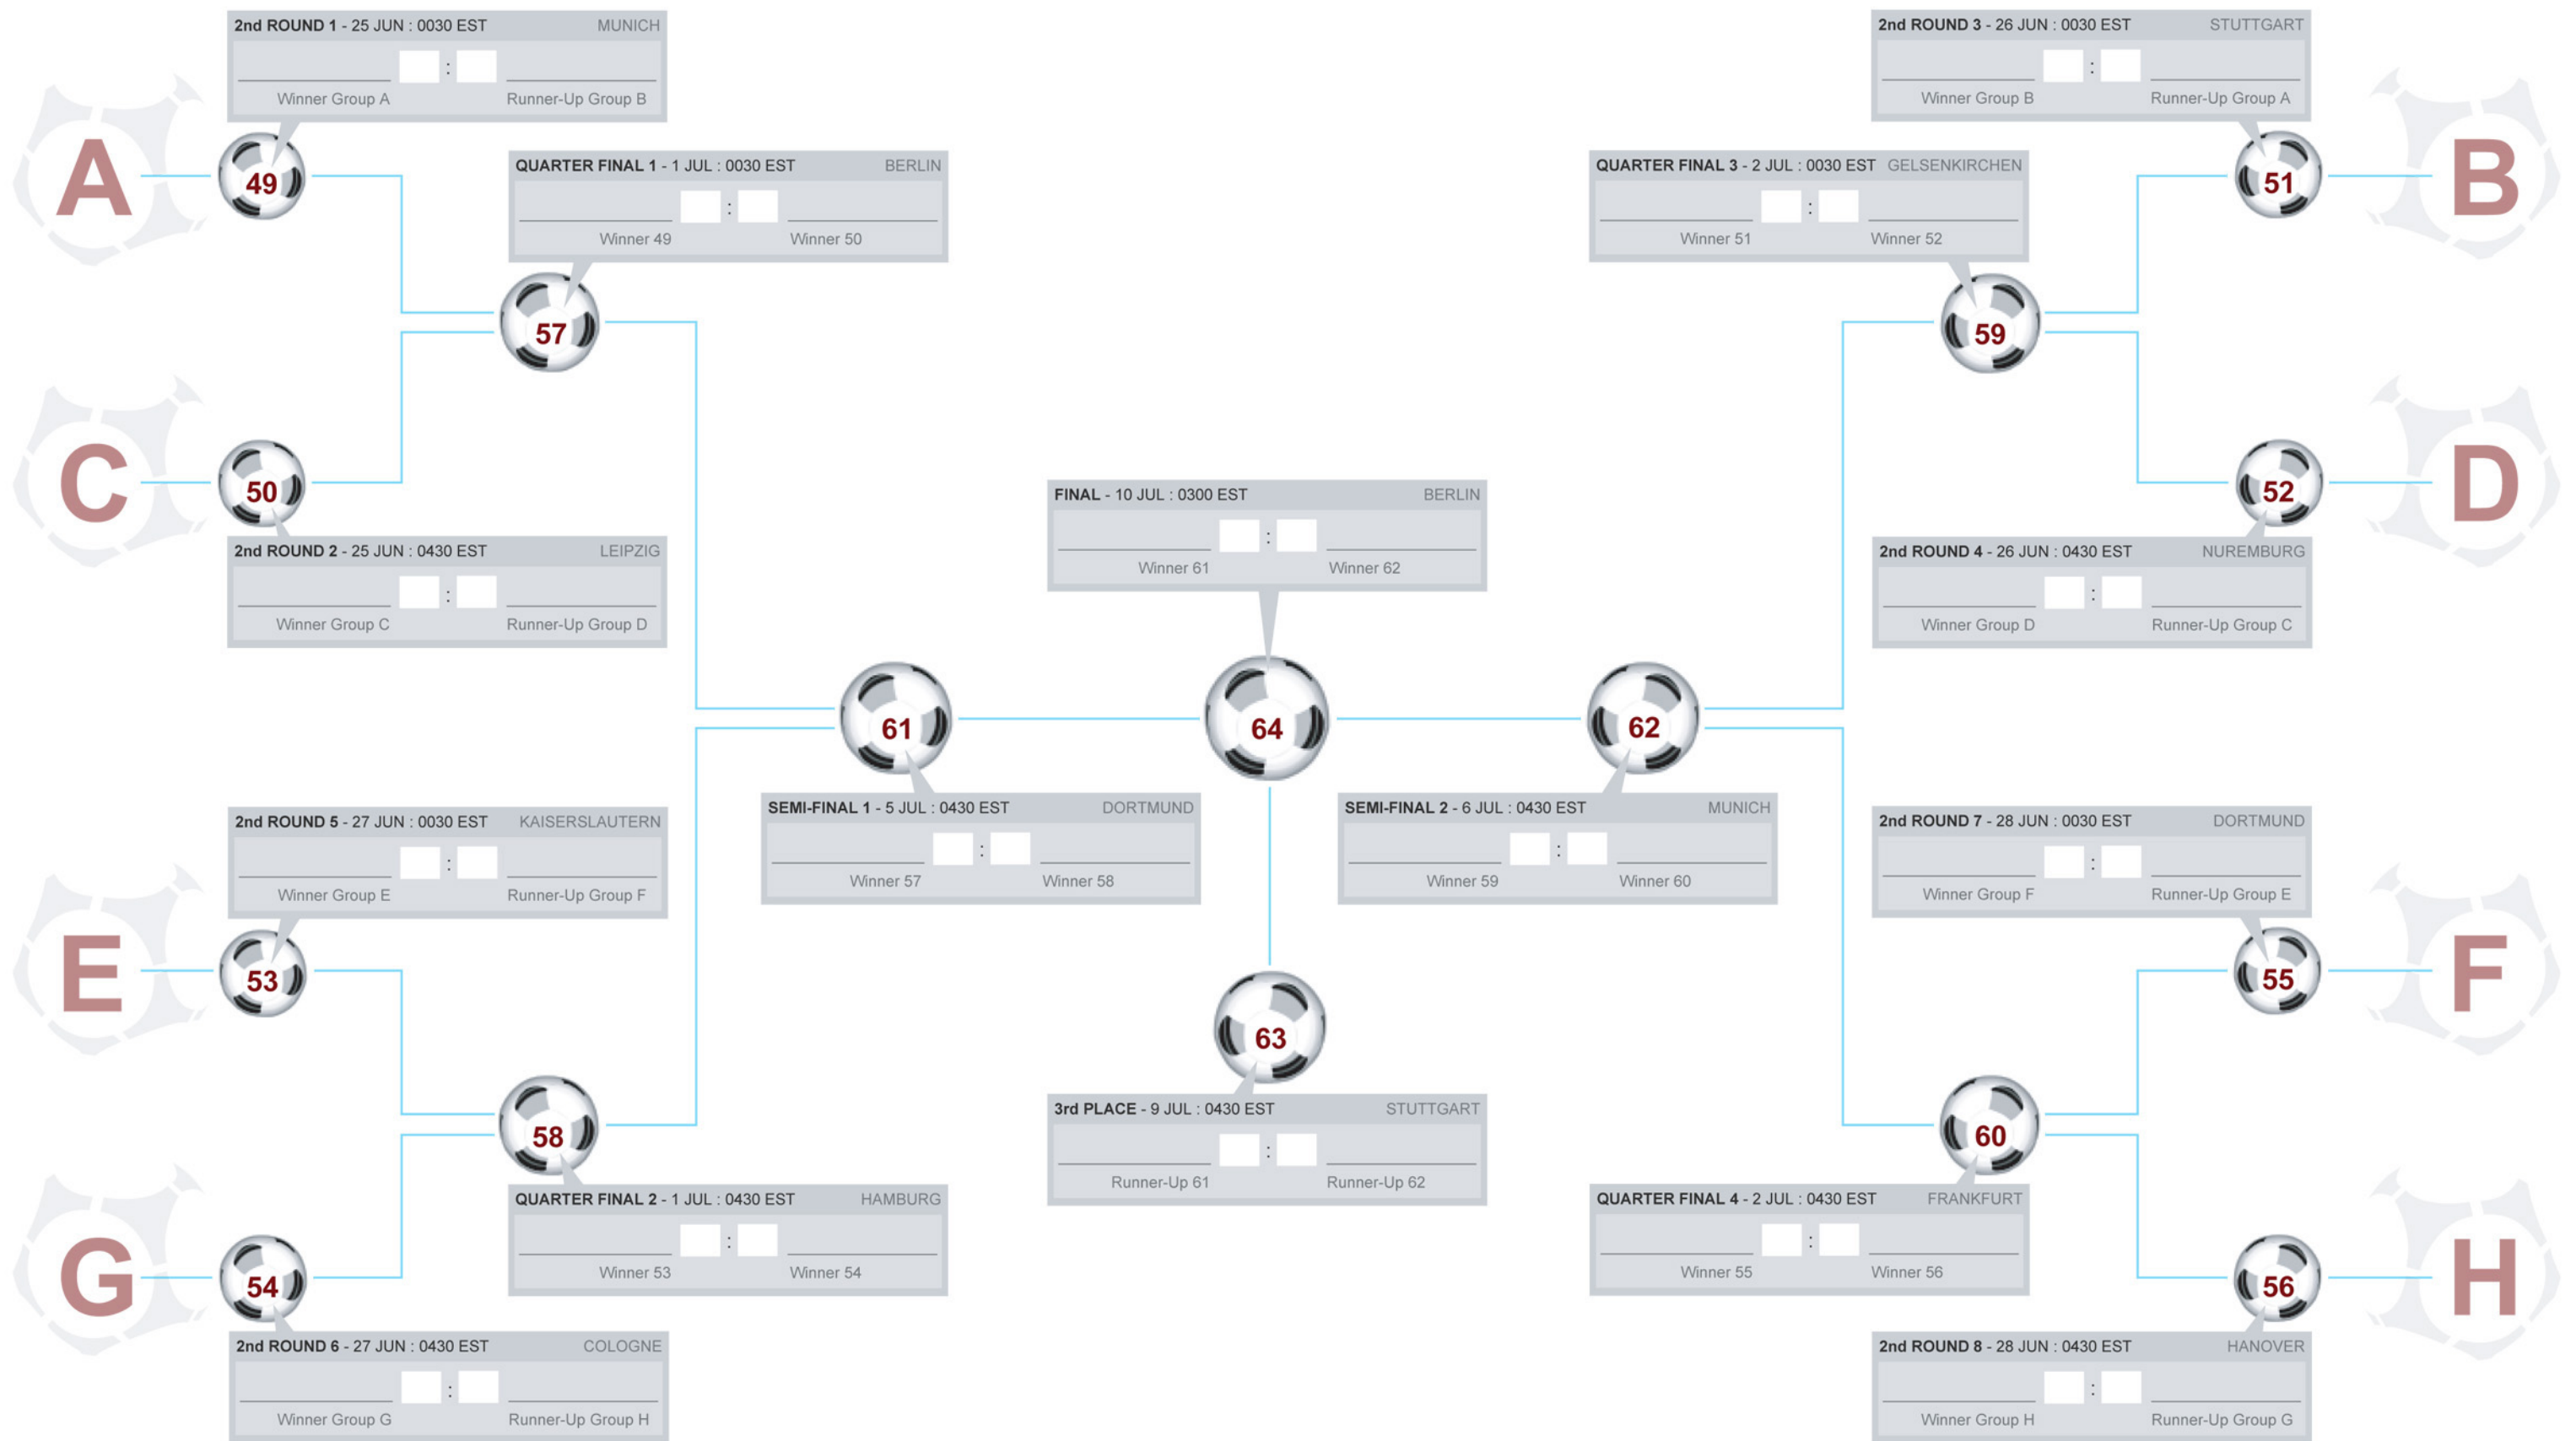 2nd ROUND 1 - 25 JUN : 0030 EST MUNICH
:
Winner Group A Runner-Up Group B
A
49
QUARTER FINAL 1 - 1 JUL : 0030 EST BERLIN
:
Winner 49 Winner 50
57
C
50
2nd ROUND 2 - 25 JUN : 0430 EST LEIPZIG
:
Winner Group C Runner-Up Group D
2nd ROUND 5 - 27 JUN : 0030 EST KAISERSLAUTERN
:
Winner Group E Runner-Up Group F
E
53
58
QUARTER FINAL 2 - 1 JUL : 0430 EST HAMBURG
:
Winner 53 Winner 54
G
54
2nd ROUND 6 - 27 JUN : 0430 EST COLOGNE
:
Winner Group G Runner-Up Group H
61
SEMI-FINAL 1 - 5 JUL : 0430 EST DORTMUND
:
Winner 57 Winner 58
FINAL - 10 JUL : 0300 EST BERLIN
:
Winner 61 Winner 62
64
63
3rd PLACE - 9 JUL : 0430 EST STUTTGART
:
Runner-Up 61 Runner-Up 62
62
SEMI-FINAL 2 - 6 JUL : 0430 EST MUNICH
:
Winner 59 Winner 60
2nd ROUND 3 - 26 JUN : 0030 EST STUTTGART
:
Winner Group B Runner-Up Group A
51
B
QUARTER FINAL 3 - 2 JUL : 0030 EST GELSENKIRCHEN
:
Winner 51 Winner 52
59
52
D
2nd ROUND 4 - 26 JUN : 0430 EST NUREMBURG
:
Winner Group D Runner-Up Group C
2nd ROUND 7 - 28 JUN : 0030 EST DORTMUND
:
Winner Group F Runner-Up Group E
55
F
60
QUARTER FINAL 4 - 2 JUL : 0430 EST FRANKFURT
:
Winner 55 Winner 56
56
H
2nd ROUND 8 - 28 JUN : 0430 EST HANOVER
:
Winner Group H Runner-Up Group G